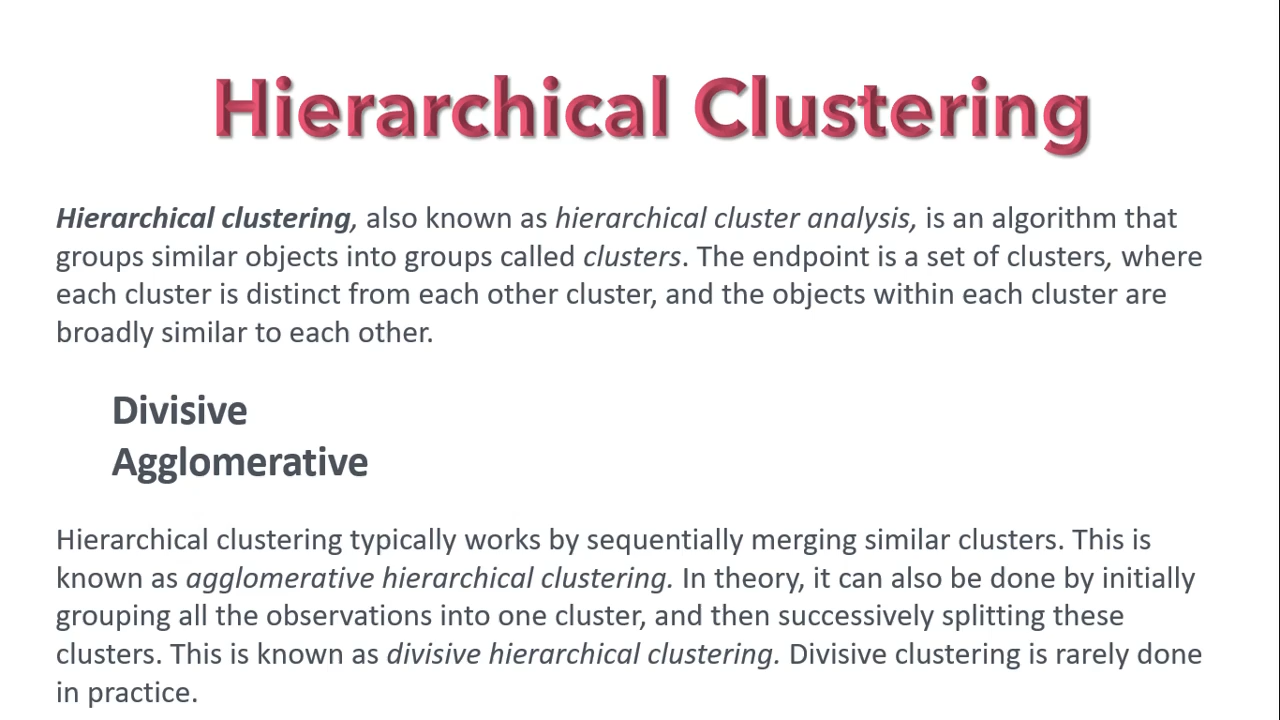 Hierarchical Clustering
Hierarchical clustering, also known as hierarchical cluster analysis, is an algorithm that
groups similar objects into groups called clusters. The endpoint is a set of clusters, where
each cluster is distinct from each other cluster, and the objects within each cluster are
broadly similar to each other.
Divisive
Agglomerative
Hierarchical clustering typically works by sequentially merging similar clusters. This is
known as agglomerative hierarchical clustering. In theory, it can also be done by initially
grouping all the observations into one cluster, and then successively splitting these
clusters. This is known as divisive hierarchical clustering. Divisive clustering is rarely done
in practice.